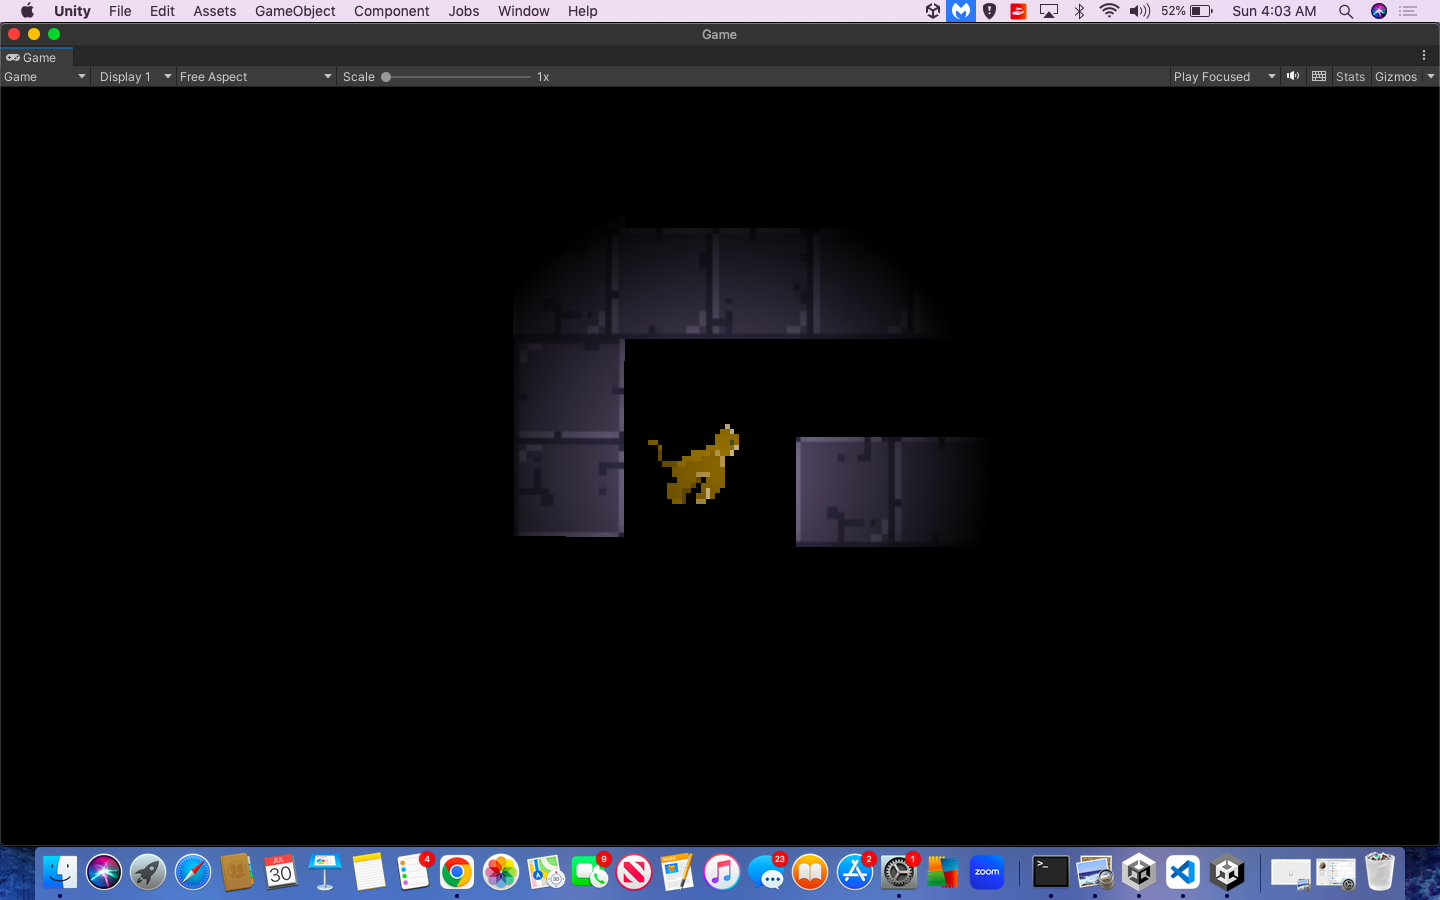 Unity File Edit Assets GameObject Component Jobs Window Help 52% Sun 4:03 AM
Game
Game
Game Display 1 Free Aspect Scale 1x Play Focused Stats Gizmos
JUL 30 4 9 23 2 1 zoom
>_